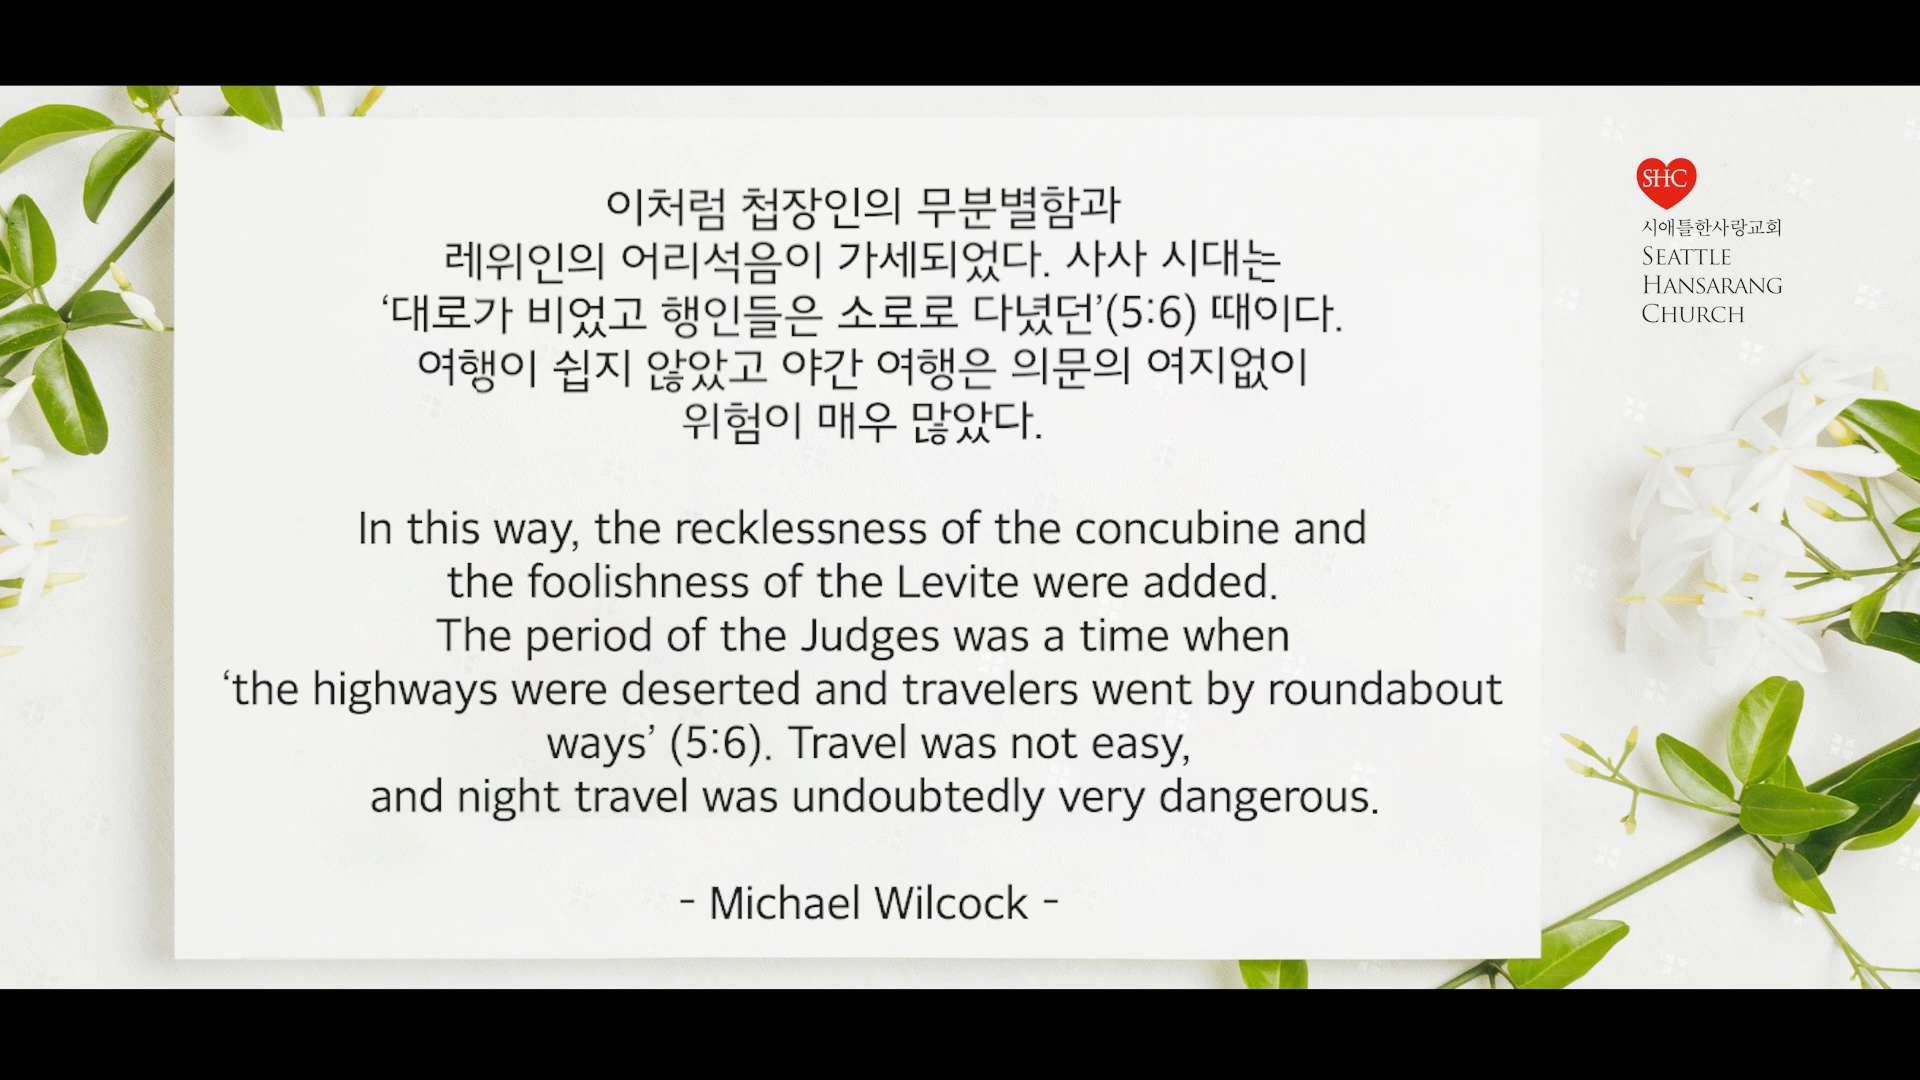 이처럼 첩장인의 무분별함과
레위인의 어리석음이 가세되었다. 사사 시대는
‘대로가 비었고 행인들은 소로로 다녔던’(5:6) 때이다.
여행이 쉽지 않았고 야간 여행은 의문의 여지없이
위험이 매우 많았다.
In this way, the recklessness of the concubine and
the foolishness of the Levite were added.
The period of the Judges was a time when
‘the highways were deserted and travelers went by roundabout
ways’ (5:6). Travel was not easy,
and night travel was undoubtedly very dangerous.
- Michael Wilcock -
SHC
시애틀한사랑교회
SEATTLE
HANSARANG
CHURCH